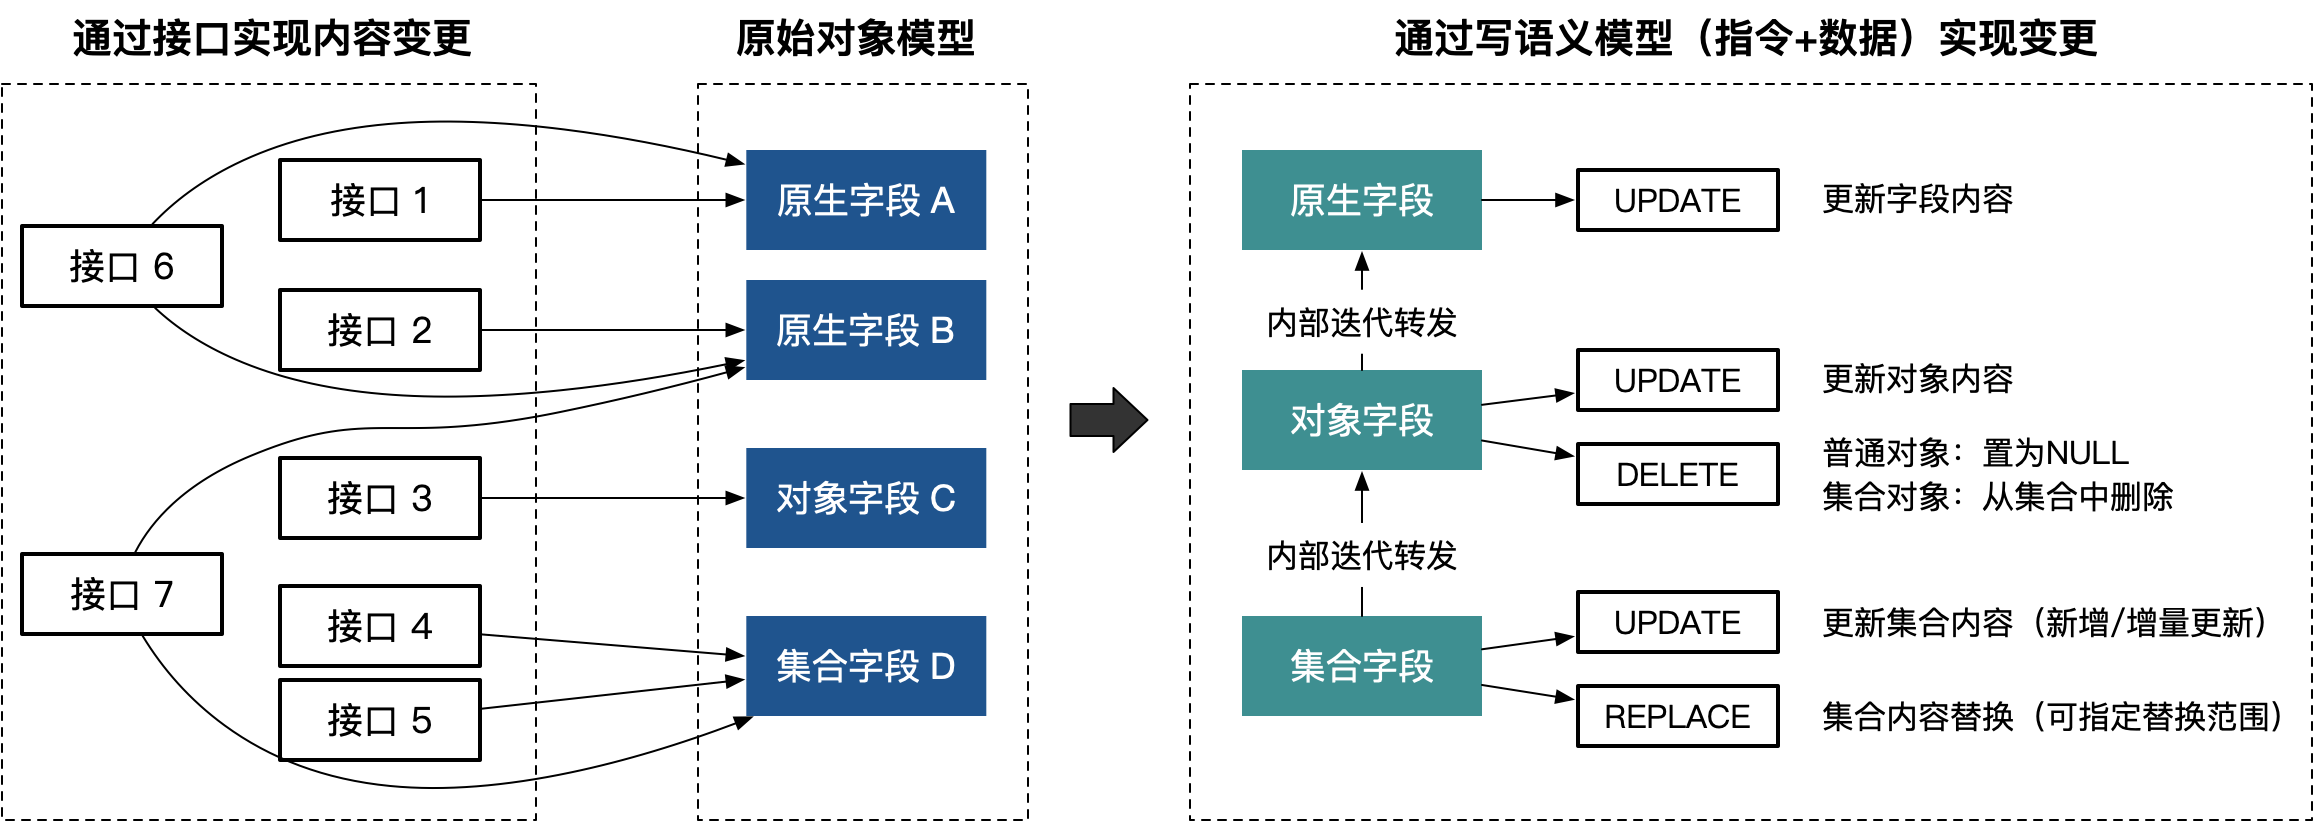 通过接口实现内容变更
原始对象模型
通过写语义模型（指令+数据）实现变更
接口 1
接口 6
接口 2
接口 3
接口 7
接口 4
接口 5
原生字段 A
原生字段 B
对象字段 C
集合字段 D
原生字段
UPDATE
更新字段内容
内部迭代转发
对象字段
UPDATE
更新对象内容
DELETE
普通对象：置为NULL
集合对象：从集合中删除
内部迭代转发
集合字段
UPDATE
更新集合内容（新增/增量更新）
REPLACE
集合内容替换（可指定替换范围）